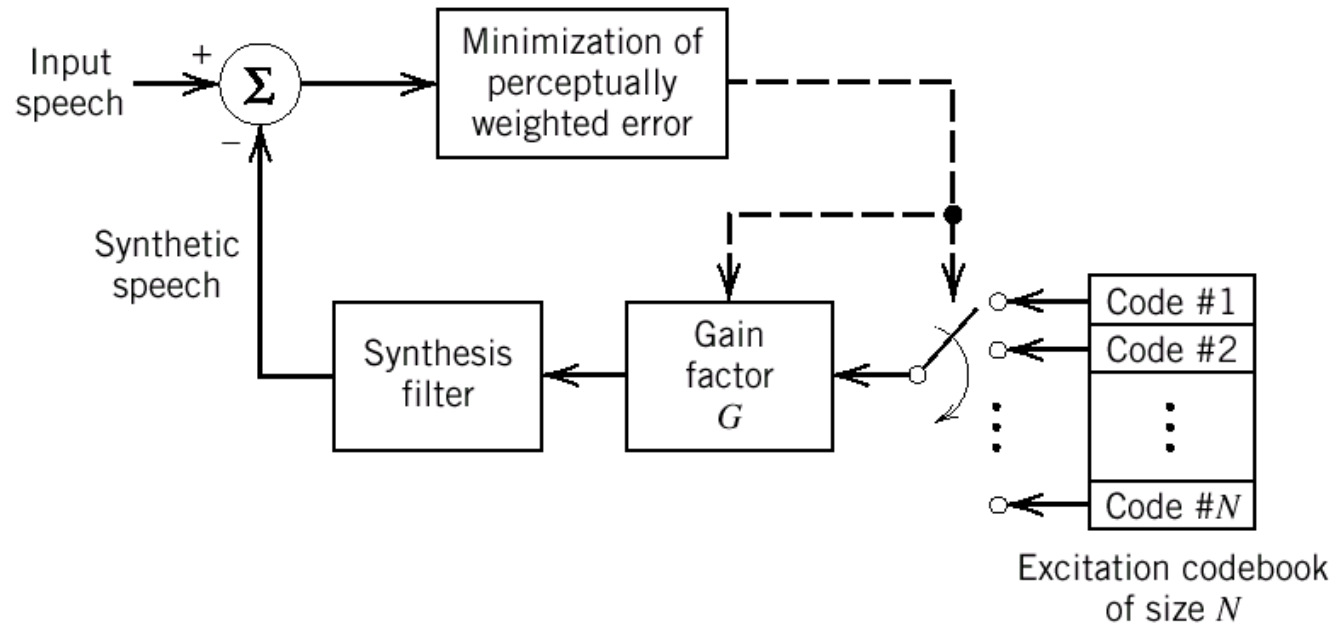 Input
speech
+
Σ
−
Minimization of
perceptually
weighted error
Synthetic
speech
Synthesis
filter
Gain
factor
G
Code #1
Code #2
Code #N
Excitation codebook
of size N